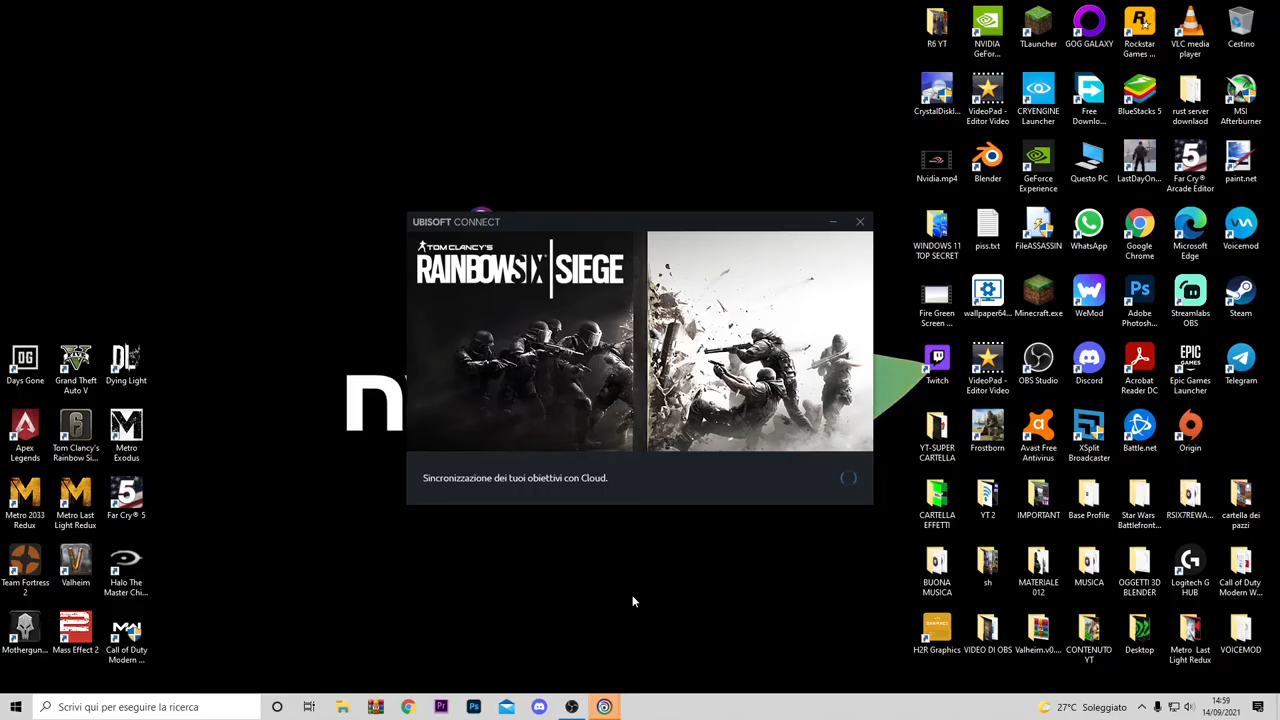 R6 YT
NVIDIA
GeFor...
TLauncher
GOG GALAXY
Rockstar
Games ...
VLC media
player
Cestino
CrystalDiskI...
VideoPad -
Editor Video
CRYENGINE
Launcher
Free
Downlo...
BlueStacks 5
rust server
downlaod
MSI
Afterburner
Nvidia.mp4
Blender
GeForce
Experience
Questo PC
LastDayOn...
Far Cry®
Arcade Editor
paint.net
WINDOWS 11
TOP SECRET
piss.txt
FileASSASSIN
WhatsApp
Google
Chrome
Microsoft
Edge
Voicemod
Fire Green
Screen ...
wallpaper64...
Minecraft.exe
WeMod
Adobe
Photosh...
Streamlabs
OBS
Steam
Twitch
VideoPad -
Editor Video
OBS Studio
Discord
Acrobat
Reader DC
Epic Games
Launcher
Telegram
YT-SUPER
CARTELLA
Frostborn
Avast Free
Antivirus
XSplit
Broadcaster
Battle.net
Origin
CARTELLA
EFFETTI
YT 2
IMPORTANT
Base Profile
Star Wars
Battlefront...
RSIX7REWA...
cartella dei
pazzi
BUONA
MUSICA
sh
MATERIALE
012
MUSICA
OGGETTI 3D
BLENDER
Logitech G
HUB
Call of Duty
Modern W...
H2R Graphics
VIDEO DI OBS
Valheim.v0....
CONTENUTO
YT
Desktop
Metro Last
Light Redux
VOICEMOD
UBISOFT CONNECT
TOM CLANCY'S
RAINBOWSIX|SIEGE
Sincronizzazione dei tuoi obiettivi con Cloud.
n
Days Gone
Grand Theft
Auto V
Dying Light
Apex
Legends
Tom Clancy's
Rainbow Si...
Metro
Exodus
Metro 2033
Redux
Metro Last
Light Redux
Far Cry® 5
Team Fortress
2
Valheim
Halo The
Master Chi...
Mothergun...
Mass Effect 2
Call of Duty
Modern ...
Scrivi qui per eseguire la ricerca
27°C Soleggiato
14:59
14/09/2021